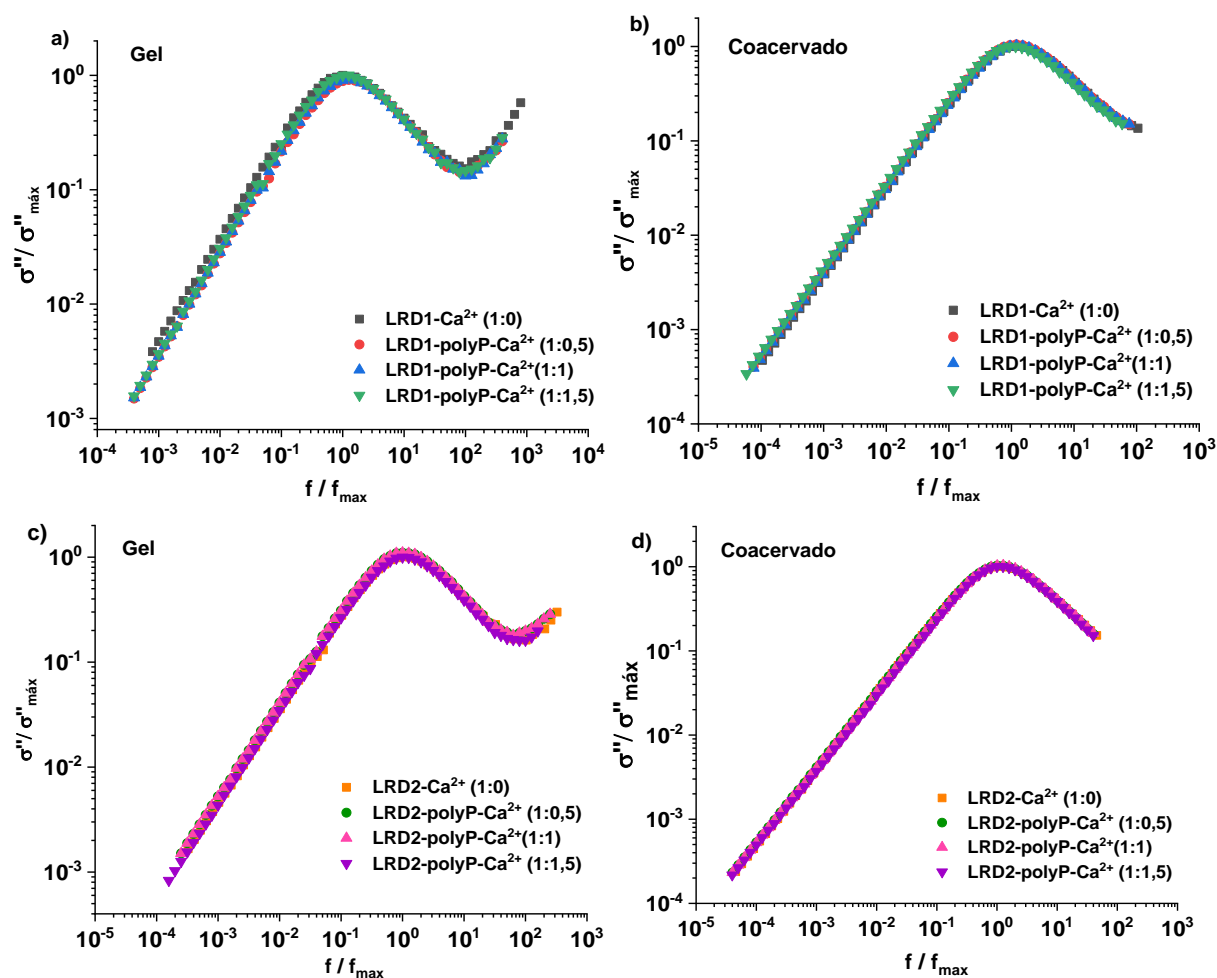 a)
Gel
10⁰
10⁻¹
10⁻²
10⁻³
σ''/ σ''máx
LRD1-Ca²⁺ (1:0)
LRD1-polyP-Ca²⁺ (1:0,5)
LRD1-polyP-Ca²⁺(1:1)
LRD1-polyP-Ca²⁺ (1:1,5)
10⁻⁴ 10⁻³ 10⁻² 10⁻¹ 10⁰ 10¹ 10² 10³ 10⁴
f / fmax
b)
Coacervado
10⁰
10⁻¹
10⁻²
10⁻³
10⁻⁴
σ''/ σ''máx
LRD1-Ca²⁺ (1:0)
LRD1-polyP-Ca²⁺ (1:0,5)
LRD1-polyP-Ca²⁺(1:1)
LRD1-polyP-Ca²⁺ (1:1,5)
10⁻⁵ 10⁻⁴ 10⁻³ 10⁻² 10⁻¹ 10⁰ 10¹ 10² 10³
f / fmax
c)
Gel
10⁰
10⁻¹
10⁻²
10⁻³
σ''/ σ''máx
LRD2-Ca²⁺ (1:0)
LRD2-polyP-Ca²⁺ (1:0,5)
LRD2-polyP-Ca²⁺(1:1)
LRD2-polyP-Ca²⁺ (1:1,5)
10⁻⁵ 10⁻⁴ 10⁻³ 10⁻² 10⁻¹ 10⁰ 10¹ 10² 10³
f / fmax
d)
Coacervado
10⁰
10⁻¹
10⁻²
10⁻³
10⁻⁴
σ''/ σ''máx
LRD2-Ca²⁺ (1:0)
LRD2-polyP-Ca²⁺ (1:0,5)
LRD2-polyP-Ca²⁺(1:1)
LRD2-polyP-Ca²⁺ (1:1,5)
10⁻⁵ 10⁻⁴ 10⁻³ 10⁻² 10⁻¹ 10⁰ 10¹ 10² 10³
f / fmax